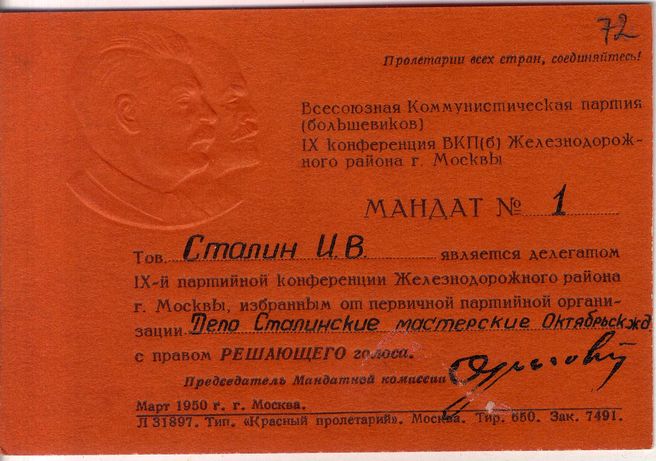 72
Пролетарии всех стран, соединяйтесь!
Всесоюзная Коммунистическая партия
(большевиков)
IX конференция ВКП(б) Железнодорож-
ного района г. Москвы
МАНДАТ № 1
Тов. Сталин И.В. является делегатом
IX-й партийной конференции Железнодорожного района
г. Москвы, избранным от первичной партийной органи-
зации Депо Сталинские мастерские Октябрьск жд
с правом РЕШАЮЩЕГО голоса.
Председатель Мандатной комиссии
Март 1950 г. г. Москва.
Л 31897. Тип. «Красный пролетарий». Москва. Тир. 650. Зак. 7491.